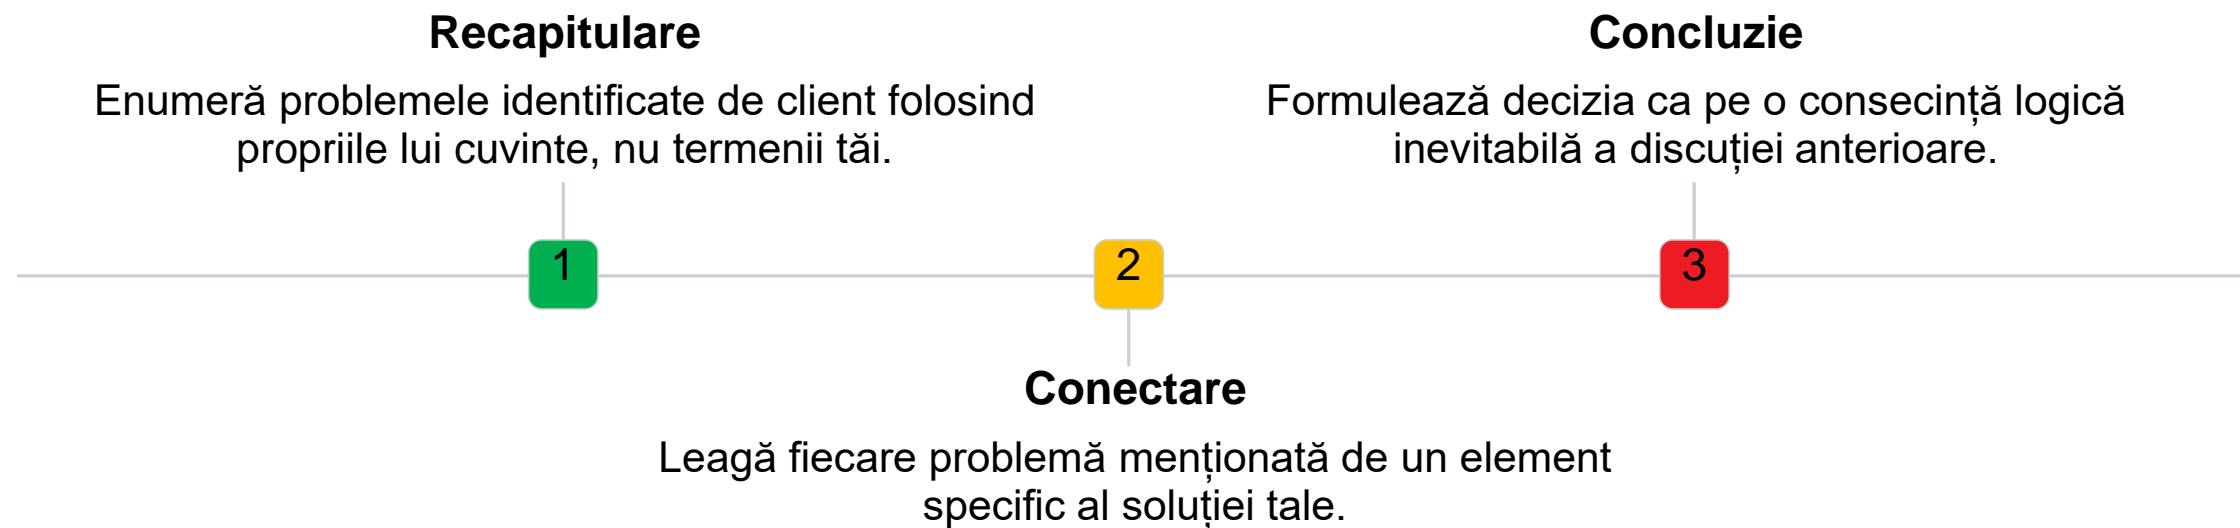 Recapitulare
Enumeră problemele identificate de client folosind
propriile lui cuvinte, nu termenii tăi.
Concluzie
Formulează decizia ca pe o consecință logică
inevitabilă a discuției anterioare.
1
2
3
Conectare
Leagă fiecare problemă menționată de un element
specific al soluției tale.